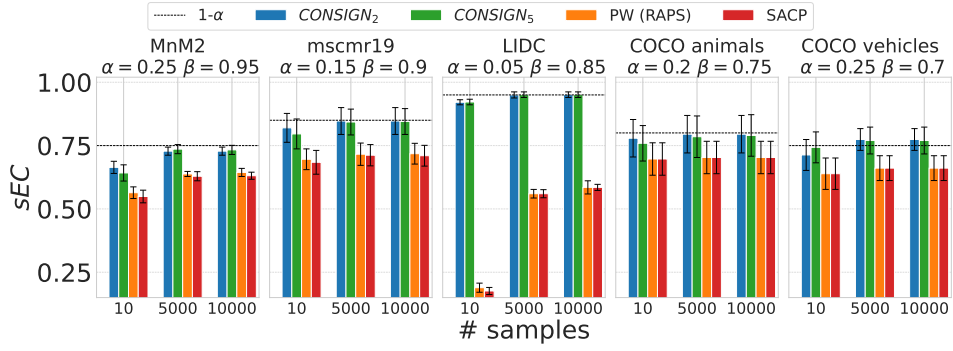 1-α CONSIGN₂ CONSIGN₅ PW (RAPS) SACP
MnM2 mscmr19 LIDC COCO animals COCO vehicles
α = 0.25 β = 0.95 α = 0.15 β = 0.9 α = 0.05 β = 0.85 α = 0.2 β = 0.75 α = 0.25 β = 0.7
1.00
0.75
0.50
0.25
sEC
10 5000 10000 10 5000 10000 10 5000 10000 10 5000 10000 10 5000 10000
# samples